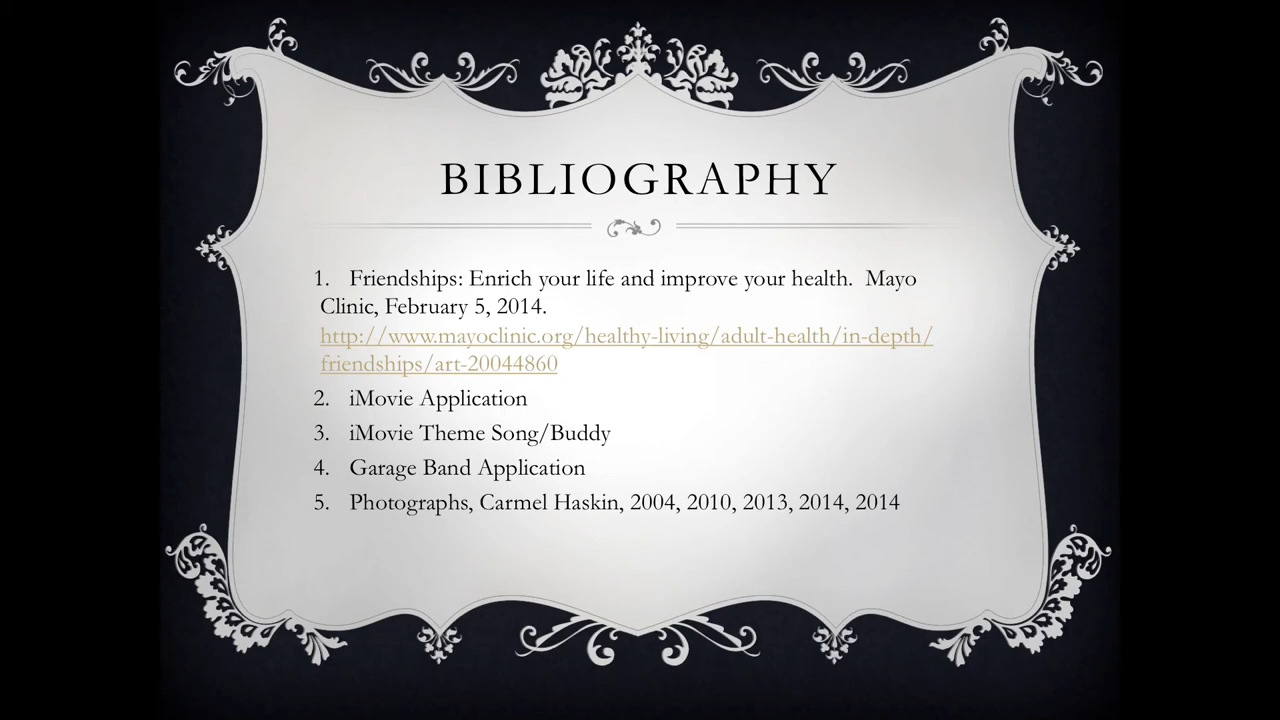 BIBLIOGRAPHY
1. Friendships: Enrich your life and improve your health. Mayo
Clinic, February 5, 2014.
http://www.mayoclinic.org/healthy-living/adult-health/in-depth/
friendships/art-20044860
2. iMovie Application
3. iMovie Theme Song/Buddy
4. Garage Band Application
5. Photographs, Carmel Haskin, 2004, 2010, 2013, 2014, 2014